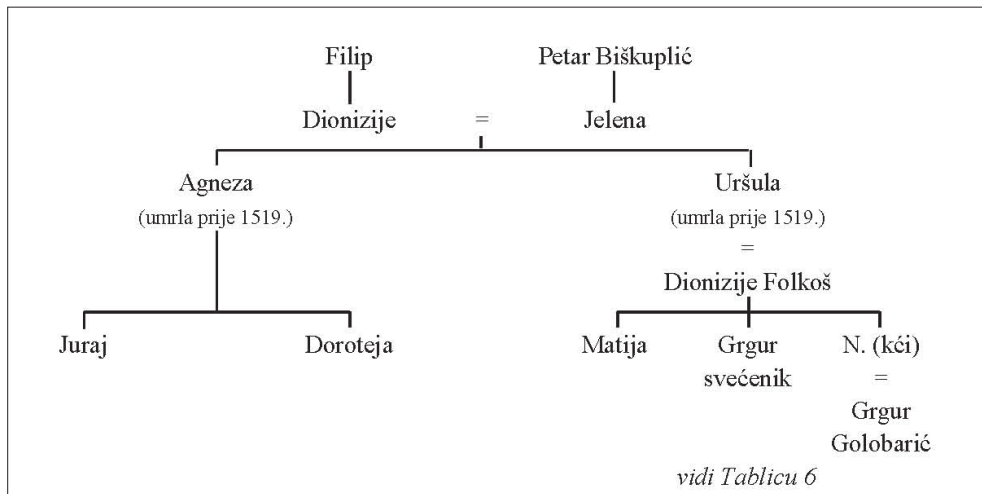 Filip Petar Biškuplić
Dionizije = Jelena
Agneza Uršula
(umrla prije 1519.) (umrla prije 1519.)
=
Dionizije Folkoš
Juraj Doroteja Matija Grgur N. (kći)
svećenik =
Grgur
Golobarić
vidi Tablicu 6